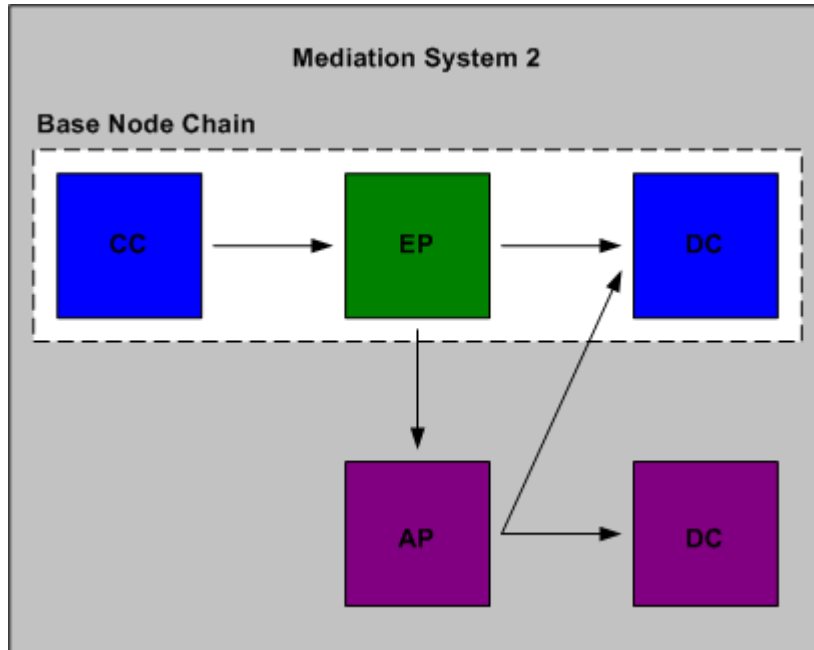 Mediation System 2
Base Node Chain
CC
EP
DC
AP
DC